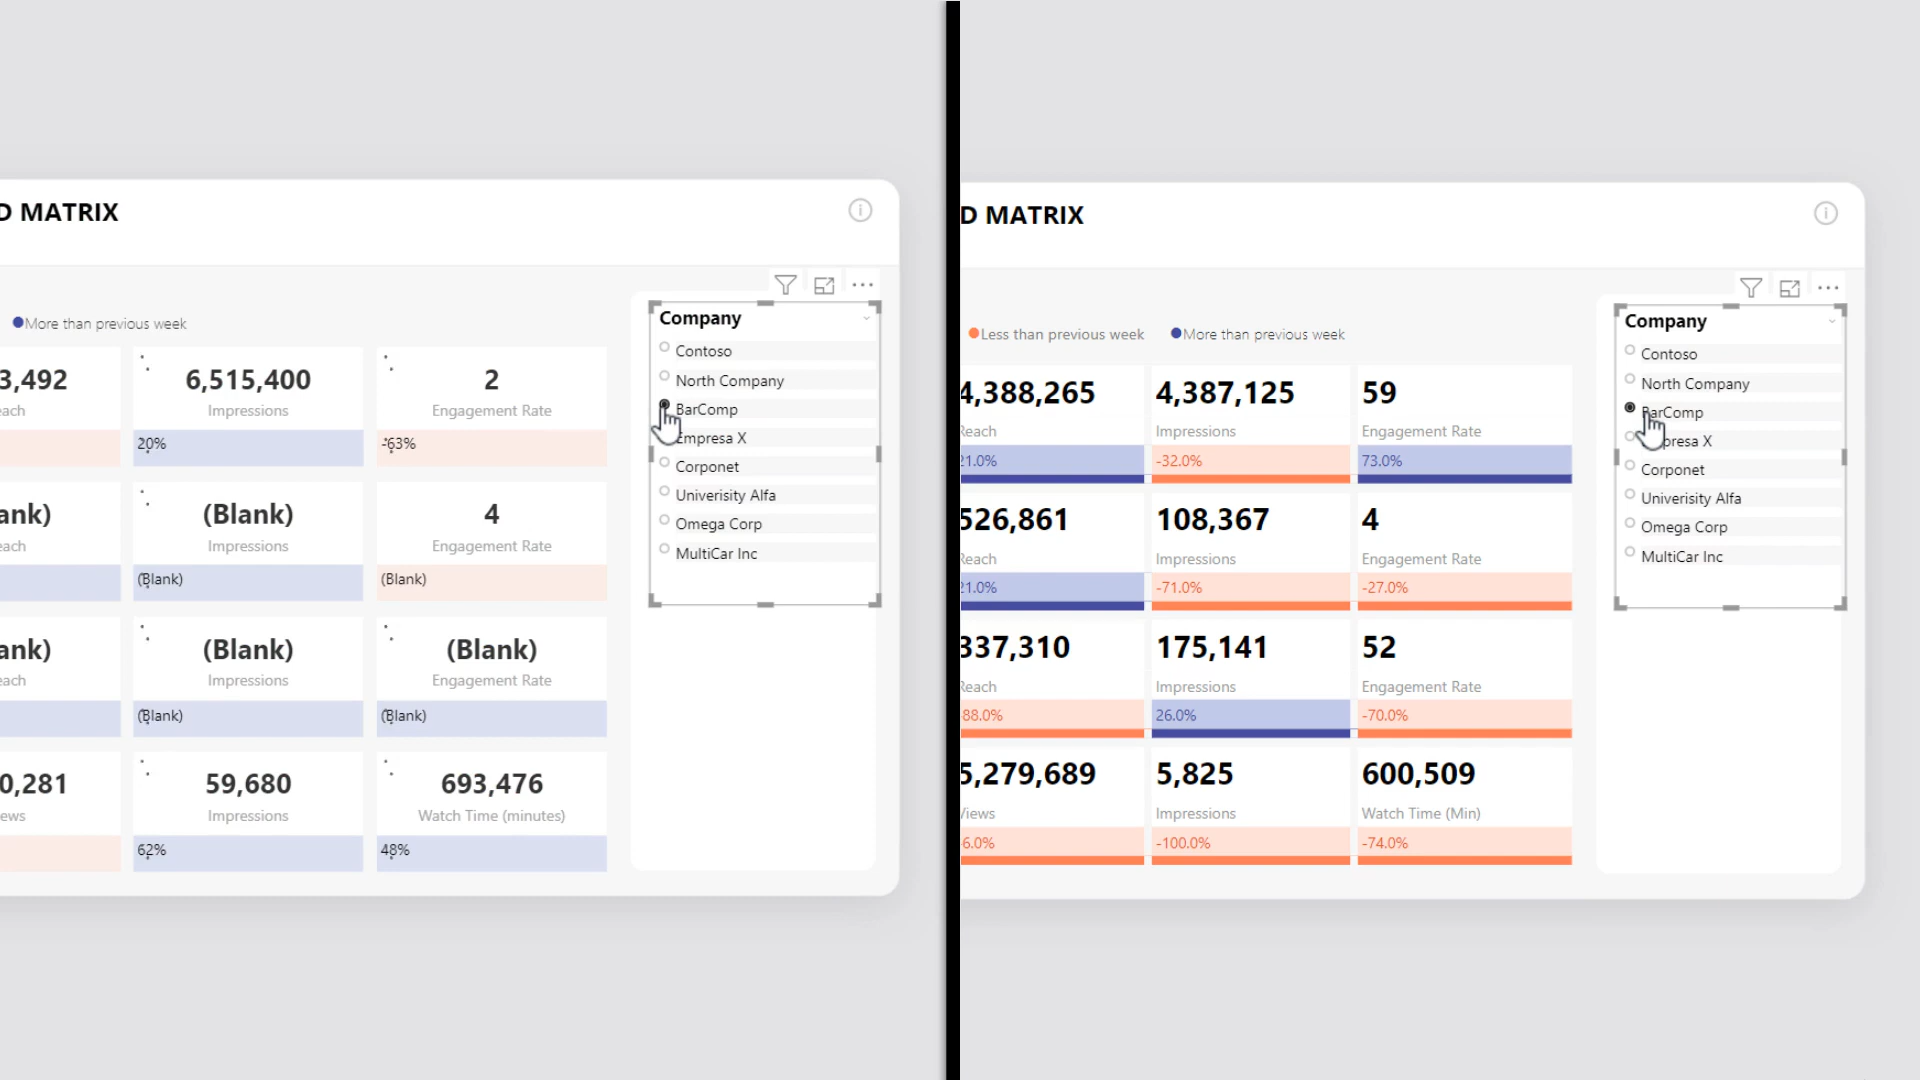 D MATRIX
More than previous week
3,492
6,515,400
2
each
Impressions
Engagement Rate
20%
-63%
ank)
(Blank)
4
each
Impressions
Engagement Rate
(Blank)
(Blank)
ank)
(Blank)
(Blank)
each
Impressions
Engagement Rate
(Blank)
(Blank)
0,281
59,680
693,476
ews
Impressions
Watch Time (minutes)
62%
48%
Company
Contoso
North Company
BarComp
Empresa X
Corponet
Univerisity Alfa
Omega Corp
MultiCar Inc
D MATRIX
Less than previous week
More than previous week
4,388,265
4,387,125
59
Reach
Impressions
Engagement Rate
21.0%
-32.0%
73.0%
526,861
108,367
4
Reach
Impressions
Engagement Rate
21.0%
-71.0%
-27.0%
337,310
175,141
52
Reach
Impressions
Engagement Rate
88.0%
26.0%
-70.0%
5,279,689
5,825
600,509
Views
Impressions
Watch Time (Min)
6.0%
-100.0%
-74.0%
Company
Contoso
North Company
BarComp
presa X
Corponet
Univerisity Alfa
Omega Corp
MultiCar Inc